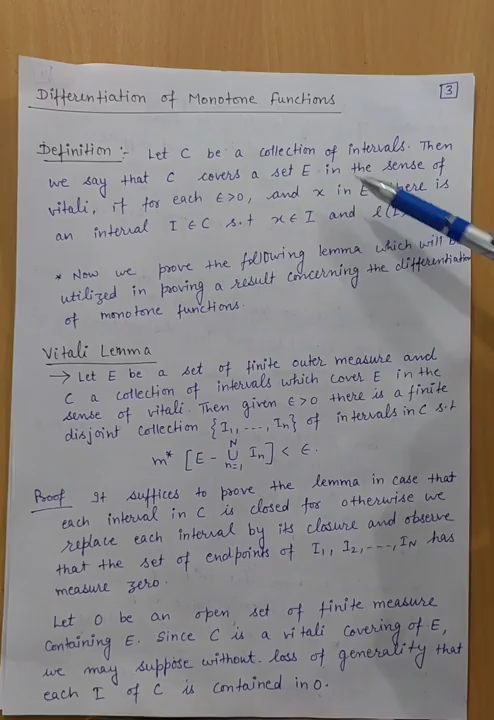 Differentiation of Monotone Functions
3
Definition :- Let C be a collection of intervals. Then
we say that C covers a set E in the sense of
vitali, if for each ϵ>0, and x in E there is
an interval I ∈ C s.t x ∈ I and l(I)
* Now we prove the following lemma which will be
utilized in proving a result concerning the differentiation
of monotone functions.
Vitali Lemma
→ Let E be a set of finite outer measure and
C a collection of intervals which cover E in the
sense of vitali. Then given ϵ>0 there is a finite
disjoint collection {I1, ---, In} of intervals in C s.t
m* [E - ∪ᴺₙ₌₁ In] < ϵ.
Proof It suffices to prove the lemma in case that
each interval in C is closed for otherwise we
replace each interval by its closure and observe
that the set of endpoints of I1, I2, ---, IN has
measure zero.
Let O be an open set of finite measure
Containing E. Since C is a vitali covering of E,
we may suppose without loss of generality that
each I of C is contained in O.